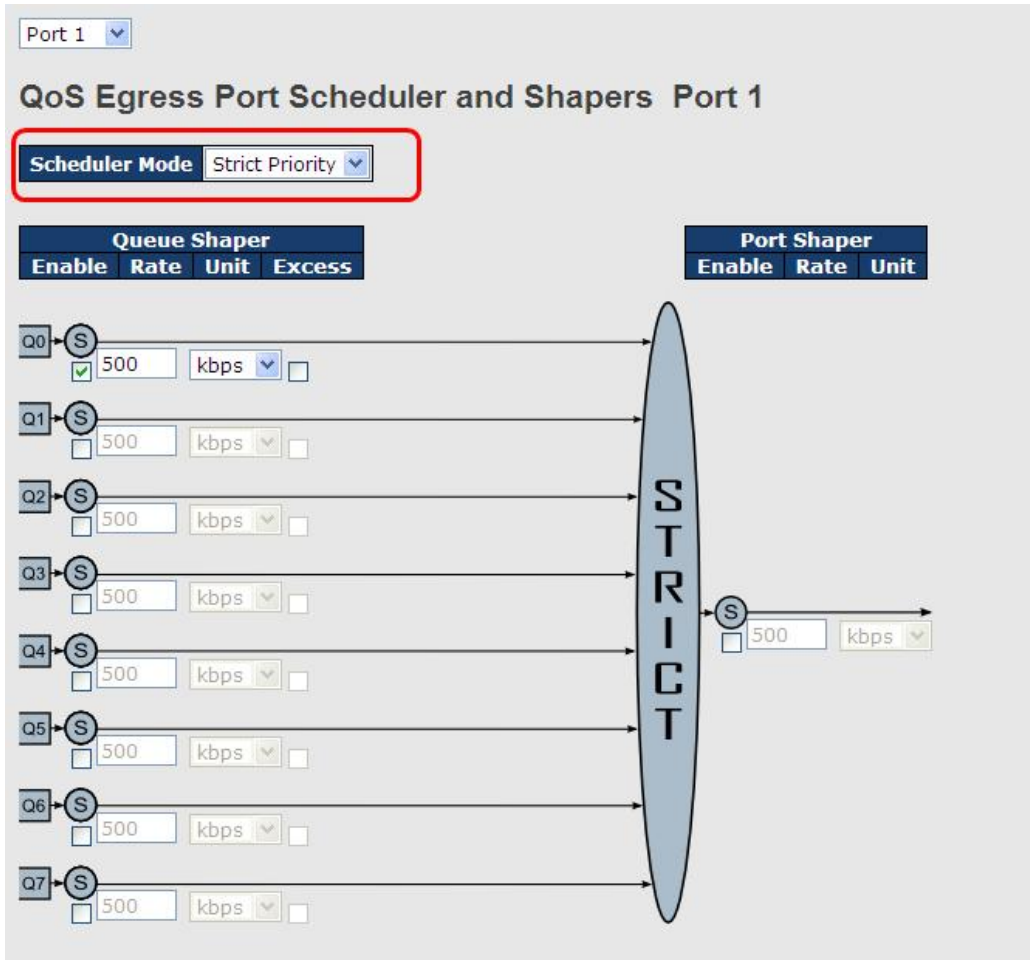 Port 1
QoS Egress Port Scheduler and Shapers Port 1
Scheduler Mode Strict Priority
Queue Shaper Port Shaper
Enable Rate Unit Excess Enable Rate Unit
Q0 S
500 kbps
Q1 S
500 kbps
Q2 S
500 kbps
Q3 S
500 kbps
Q4 S
500 kbps
Q5 S
500 kbps
Q6 S
500 kbps
Q7 S
500 kbps
STRICT
S
500 kbps